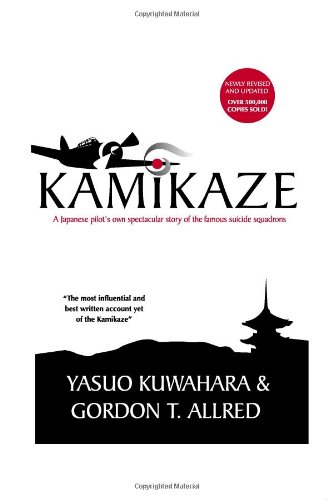 Copyrighted Material
NEWLY REVISED
AND UPDATED
OVER 500,000
COPIES SOLD!
KAMIKAZE
A Japanese pilot's own spectacular story of the famous suicide squadrons
"The most influential and
best written account yet
of the Kamikaze"
YASUO KUWAHARA &
GORDON T. ALLRED
Copyrighted Material